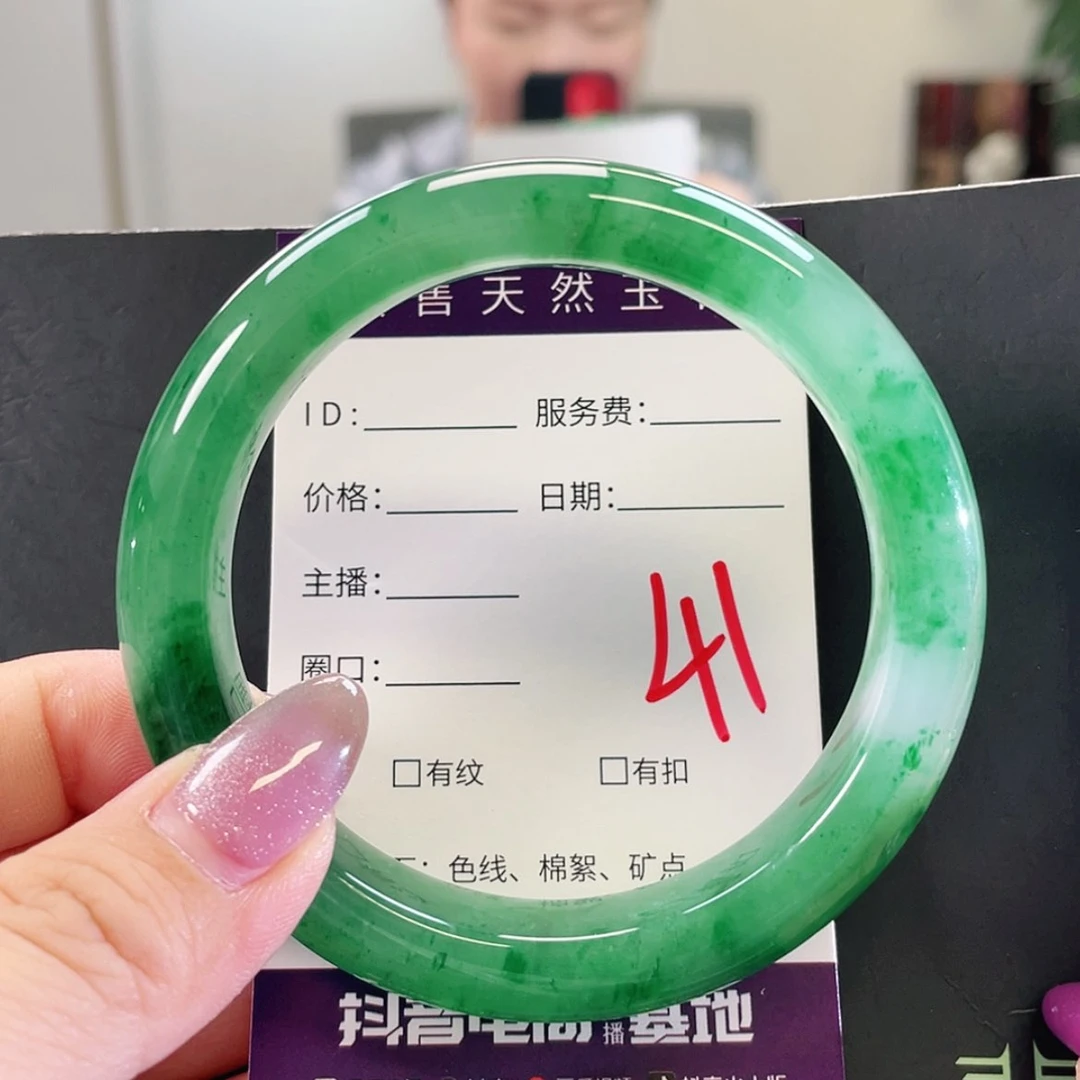 天然玉
ID: 服务费:
价格: 日期:
主播:
圈口:
41
□有纹 □有扣
色线、棉絮、矿点
抖音电商 播基地